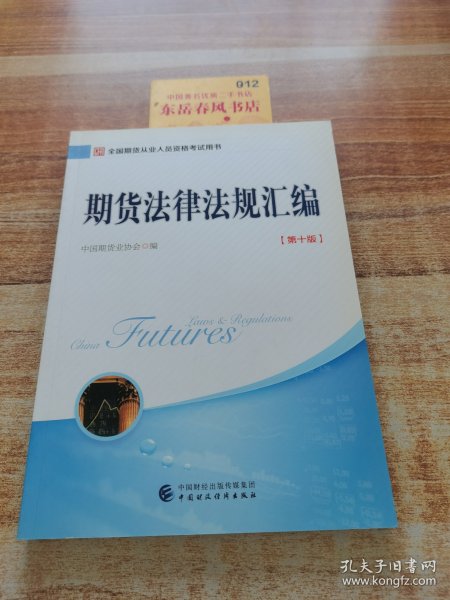 912
中国著名优质二手书店
东岳春风书店
全国期货从业人员资格考试用书
期货法律法规汇编
【第十版】
中国期货业协会◎编
Laws & Regulations
China Futures
中国财经出版传媒集团
中国财政经济出版社
孔夫子旧书网
www.kongfz.com